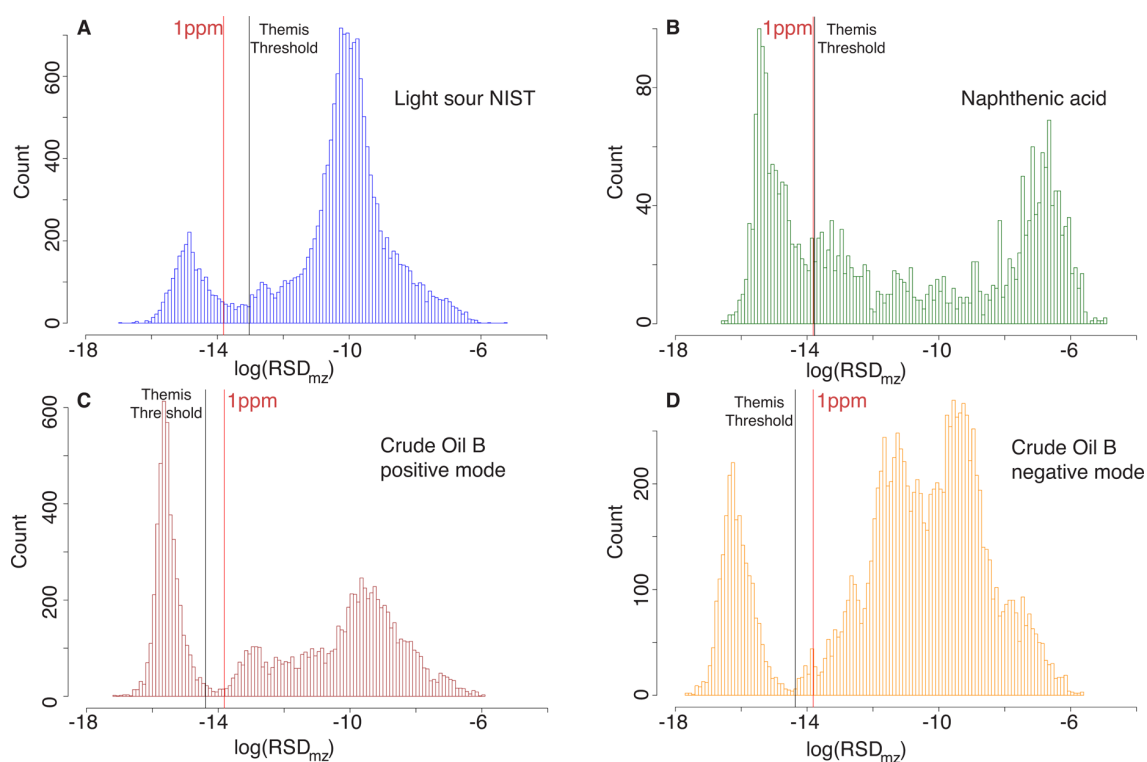 A
1ppm
Themis
Threshold
Light sour NIST
Count
0
200
400
600
-18
-14
-10
-6
log(RSDmz)
B
1ppm
Themis
Threshold
Naphthenic acid
Count
0
40
80
-18
-14
-10
-6
log(RSDmz)
C
Themis
Threshold
1ppm
Crude Oil B
positive mode
Count
0
200
400
600
-18
-14
-10
-6
log(RSDmz)
D
Themis
Threshold
1ppm
Crude Oil B
negative mode
Count
0
100
200
-18
-14
-10
-6
log(RSDmz)